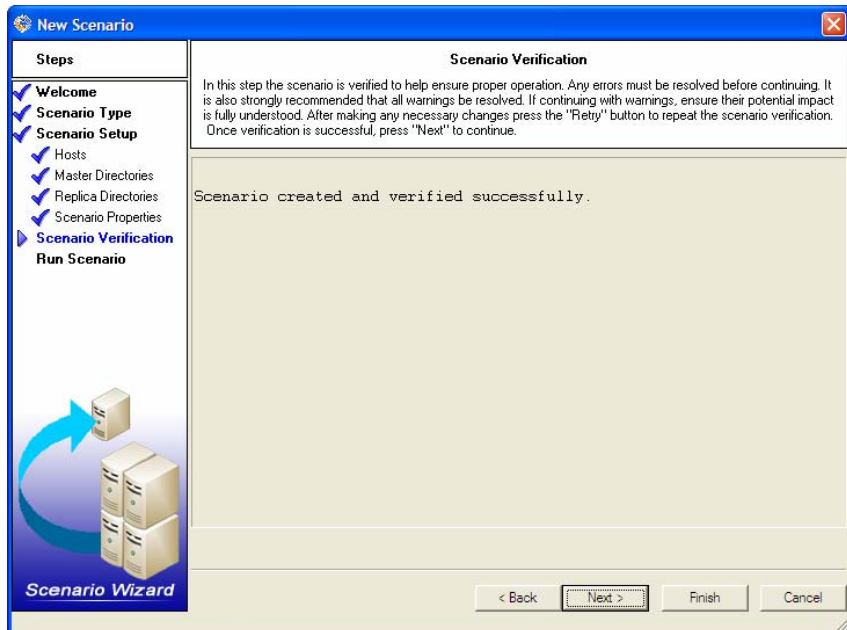 New Scenario
Steps
Welcome
Scenario Type
Scenario Setup
Hosts
Master Directories
Replica Directories
Scenario Properties
Scenario Verification
Run Scenario
Scenario Wizard
Scenario Verification
In this step the scenario is verified to help ensure proper operation. Any errors must be resolved before continuing. It
is also strongly recommended that all warnings be resolved. If continuing with warnings, ensure their potential impact
is fully understood. After making any necessary changes press the "Retry" button to repeat the scenario verification.
Once verification is successful, press "Next" to continue.
Scenario created and verified successfully.
< Back
Next >
Finish
Cancel